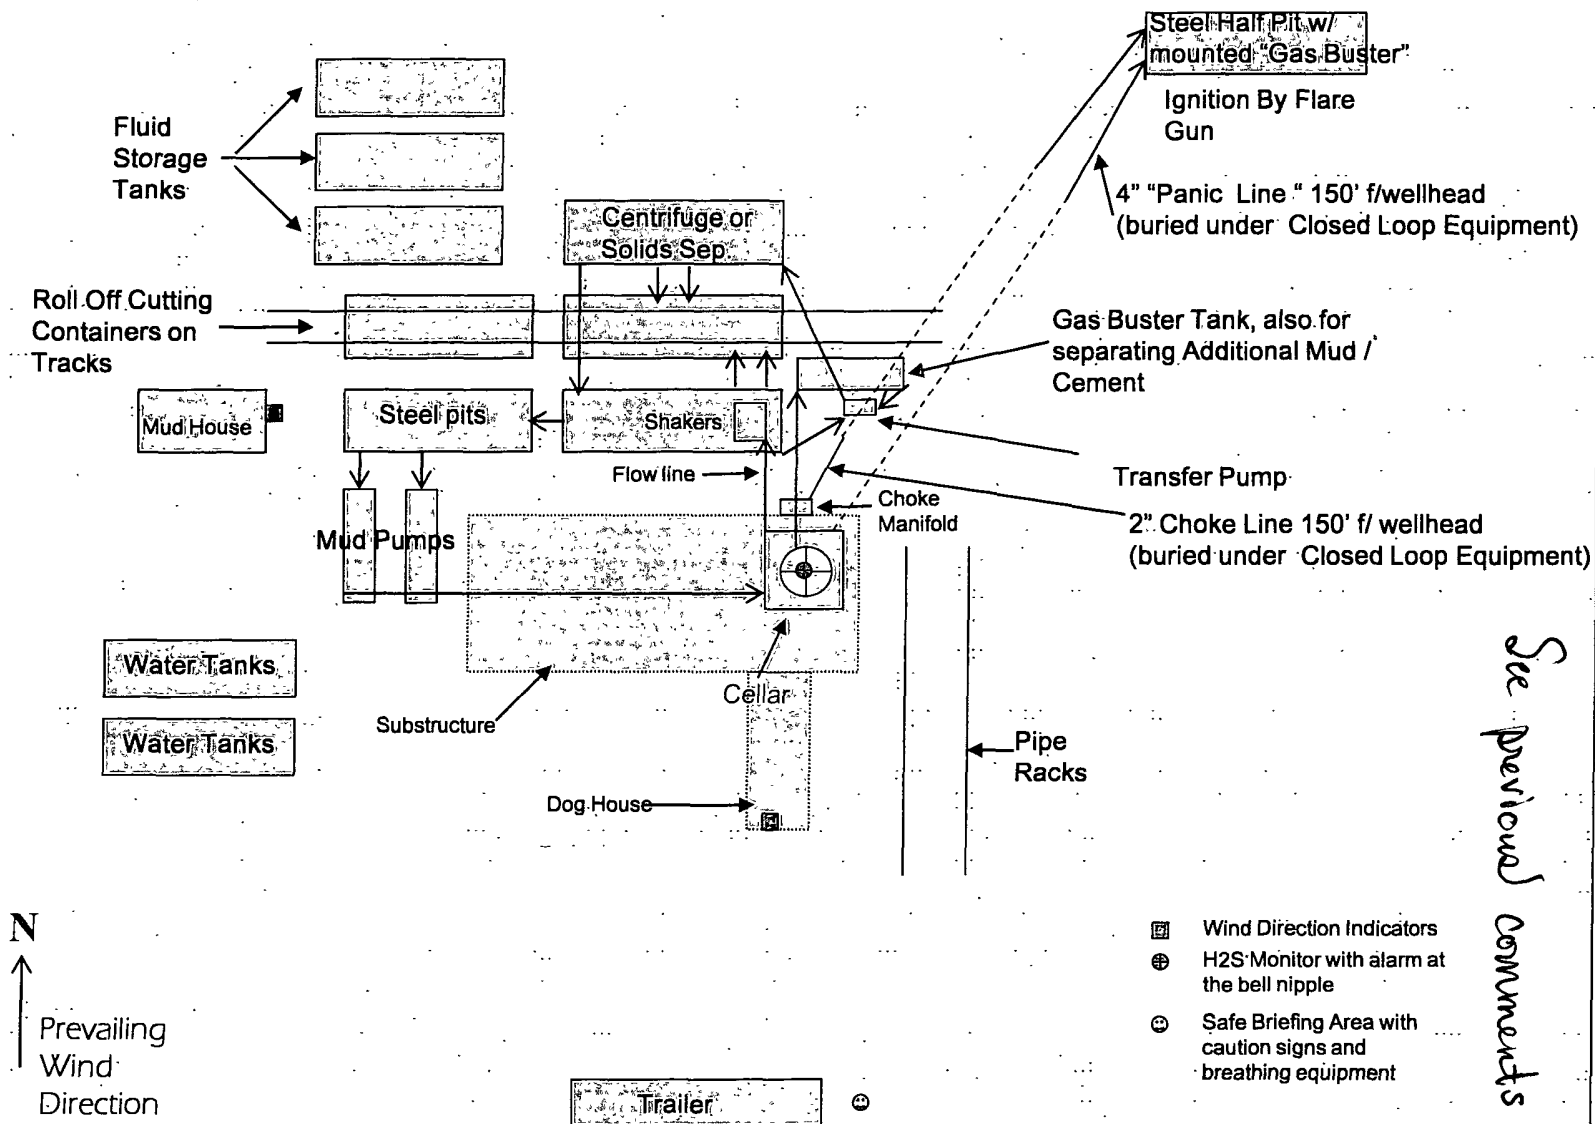 Steel Half Pit w/
mounted "Gas Buster"
Ignition By Flare
Gun
Fluid
Storage
Tanks
4" "Panic Line " 150' f/wellhead
(buried under Closed Loop Equipment)
Centrifuge or
Solids Sep
Roll Off Cutting
Containers on
Tracks
Gas Buster Tank, also for
separating Additional Mud /
Cement
Mud House
Steel pits
Shakers
Flow line
Transfer Pump
Choke
Manifold
2" Choke Line 150' f/ wellhead
(buried under Closed Loop Equipment)
Mud Pumps
Water Tanks
Water Tanks
Cellar
Substructure
Pipe
Racks
Dog House
See previous comments
N
Prevailing
Wind
Direction
Wind Direction Indicators
H2S Monitor with alarm at
the bell nipple
Safe Briefing Area with
caution signs and
breathing equipment
Trailer